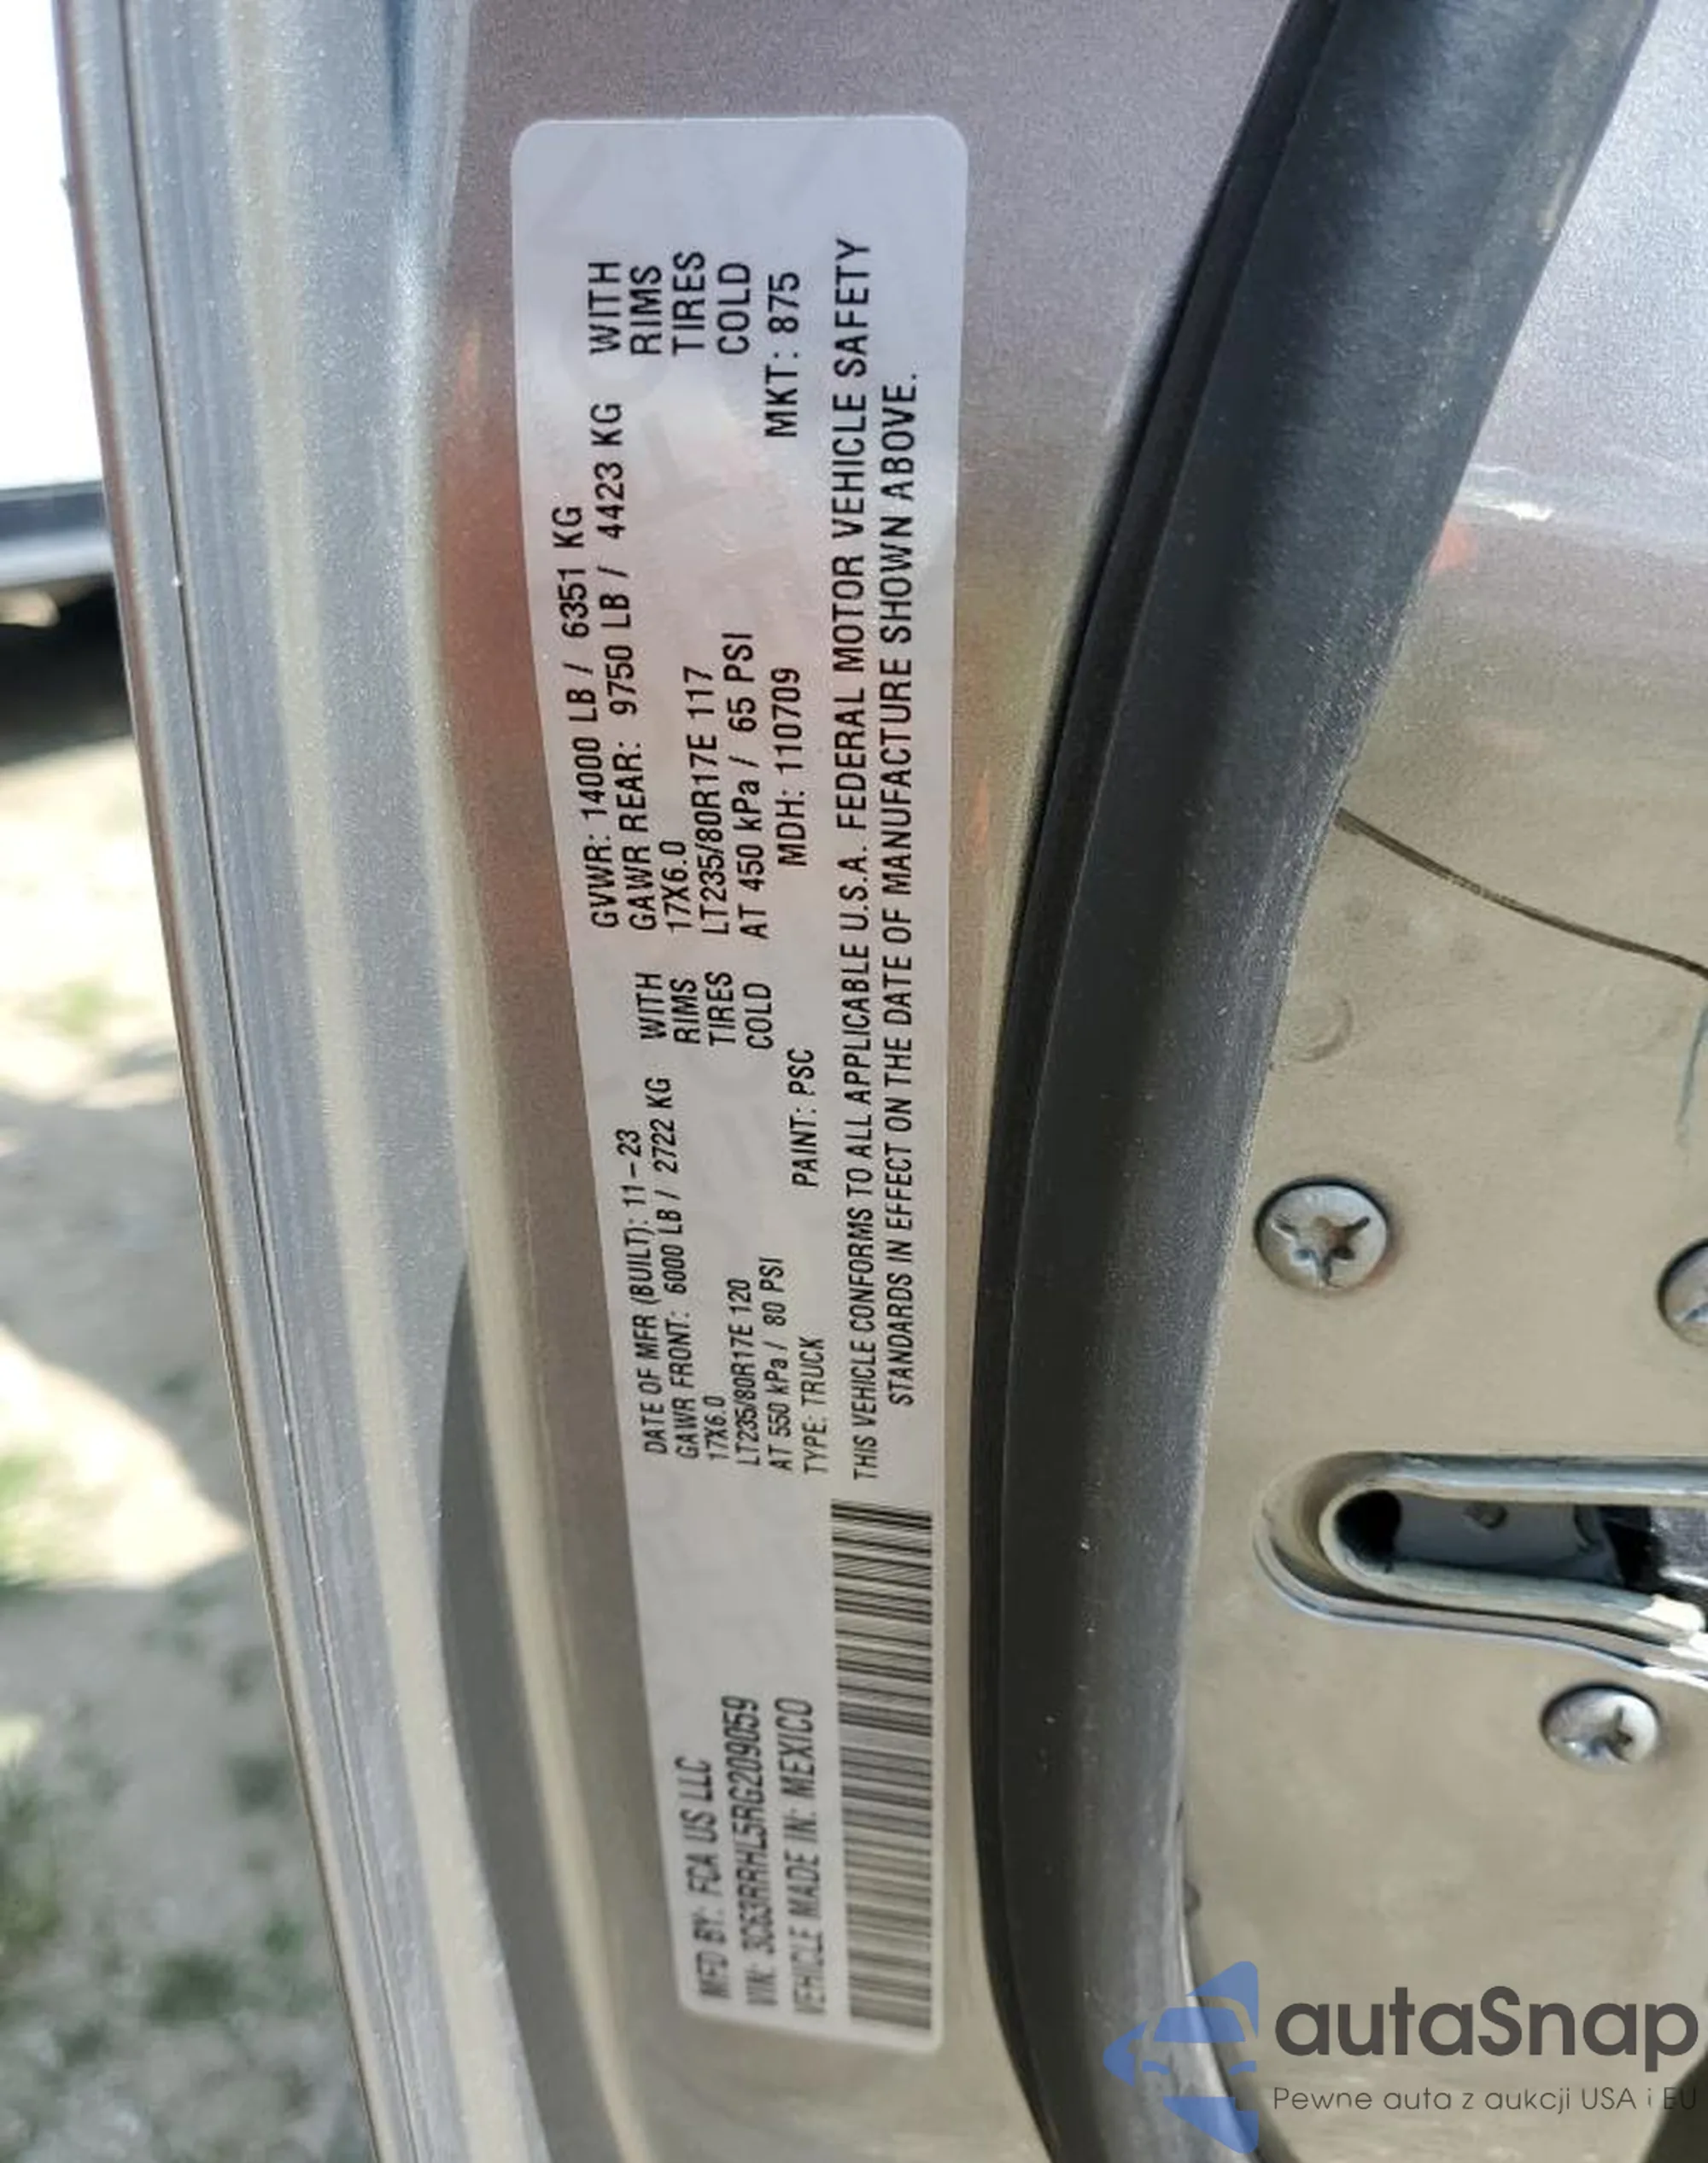 MFD BY: FCA US LLC
VIN: 3C63RRHL5RG209059
VEHICLE MADE IN: MEXICO
DATE OF MFR (BUILT): 11-23
GAWR FRONT: 6000 LB / 2722 KG WITH
17X6.0 RIMS
LT235/80R17E 120 TIRES
AT 550 kPa / 80 PSI COLD
TYPE: TRUCK PAINT: PSC
GVWR: 14000 LB / 6351 KG
GAWR REAR: 9750 LB / 4423 KG WITH
17X6.0 RIMS
LT235/80R17E 117 TIRES
AT 450 kPa / 65 PSI COLD
MDH: 110709 MKT: 875
THIS VEHICLE CONFORMS TO ALL APPLICABLE U.S.A. FEDERAL MOTOR VEHICLE SAFETY
STANDARDS IN EFFECT ON THE DATE OF MANUFACTURE SHOWN ABOVE.
autaSnap
Pewne auta z aukcji USA i EU